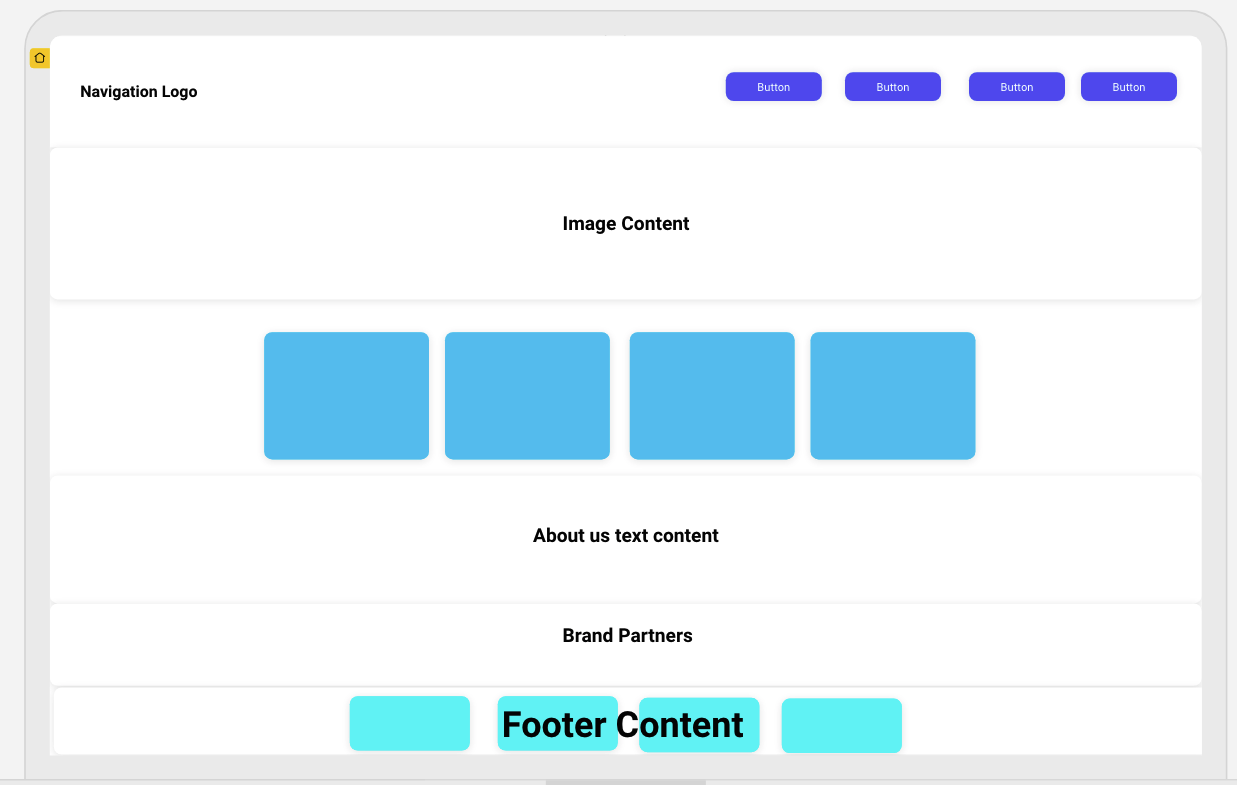 Navigation Logo
Button
Button
Button
Button
Image Content
About us text content
Brand Partners
Footer Content